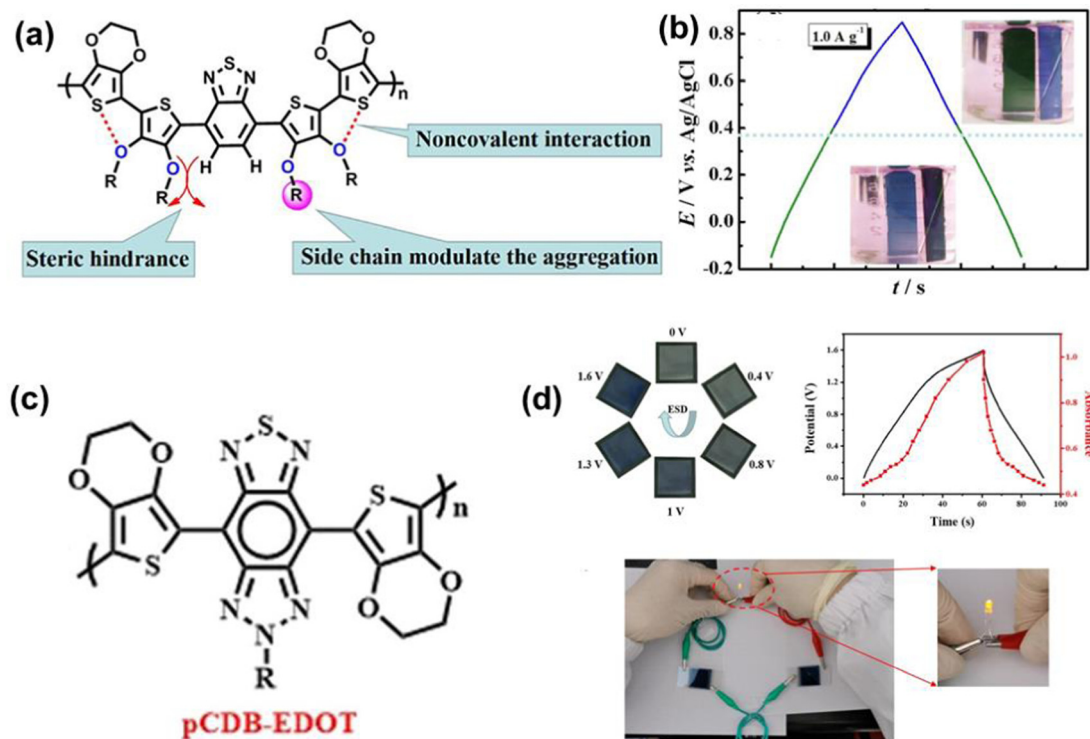 (a)
O
O
S
N
N
S
O
O
S
S
S
S
n
O
O
H
H
O
O
R
R
R
R
Noncovalent interaction
Steric hindrance
Side chain modulate the aggregation
(b)
1.0 A g⁻¹
0.8
0.6
0.4
0.2
0.0
-0.2
E / V vs. Ag/AgCl
t / s
(c)
O
O
S
N
N
S
S
n
N
N
N
O
O
R
pCDB-EDOT
(d)
0 V
0.4 V
0.8 V
1 V
1.3 V
1.6 V
ESD
1.6
1.2
0.8
0.4
0.0
Potential (V)
0
20
40
60
80
100
Time (s)
1.0
0.8
0.6
0.4
Absorbance